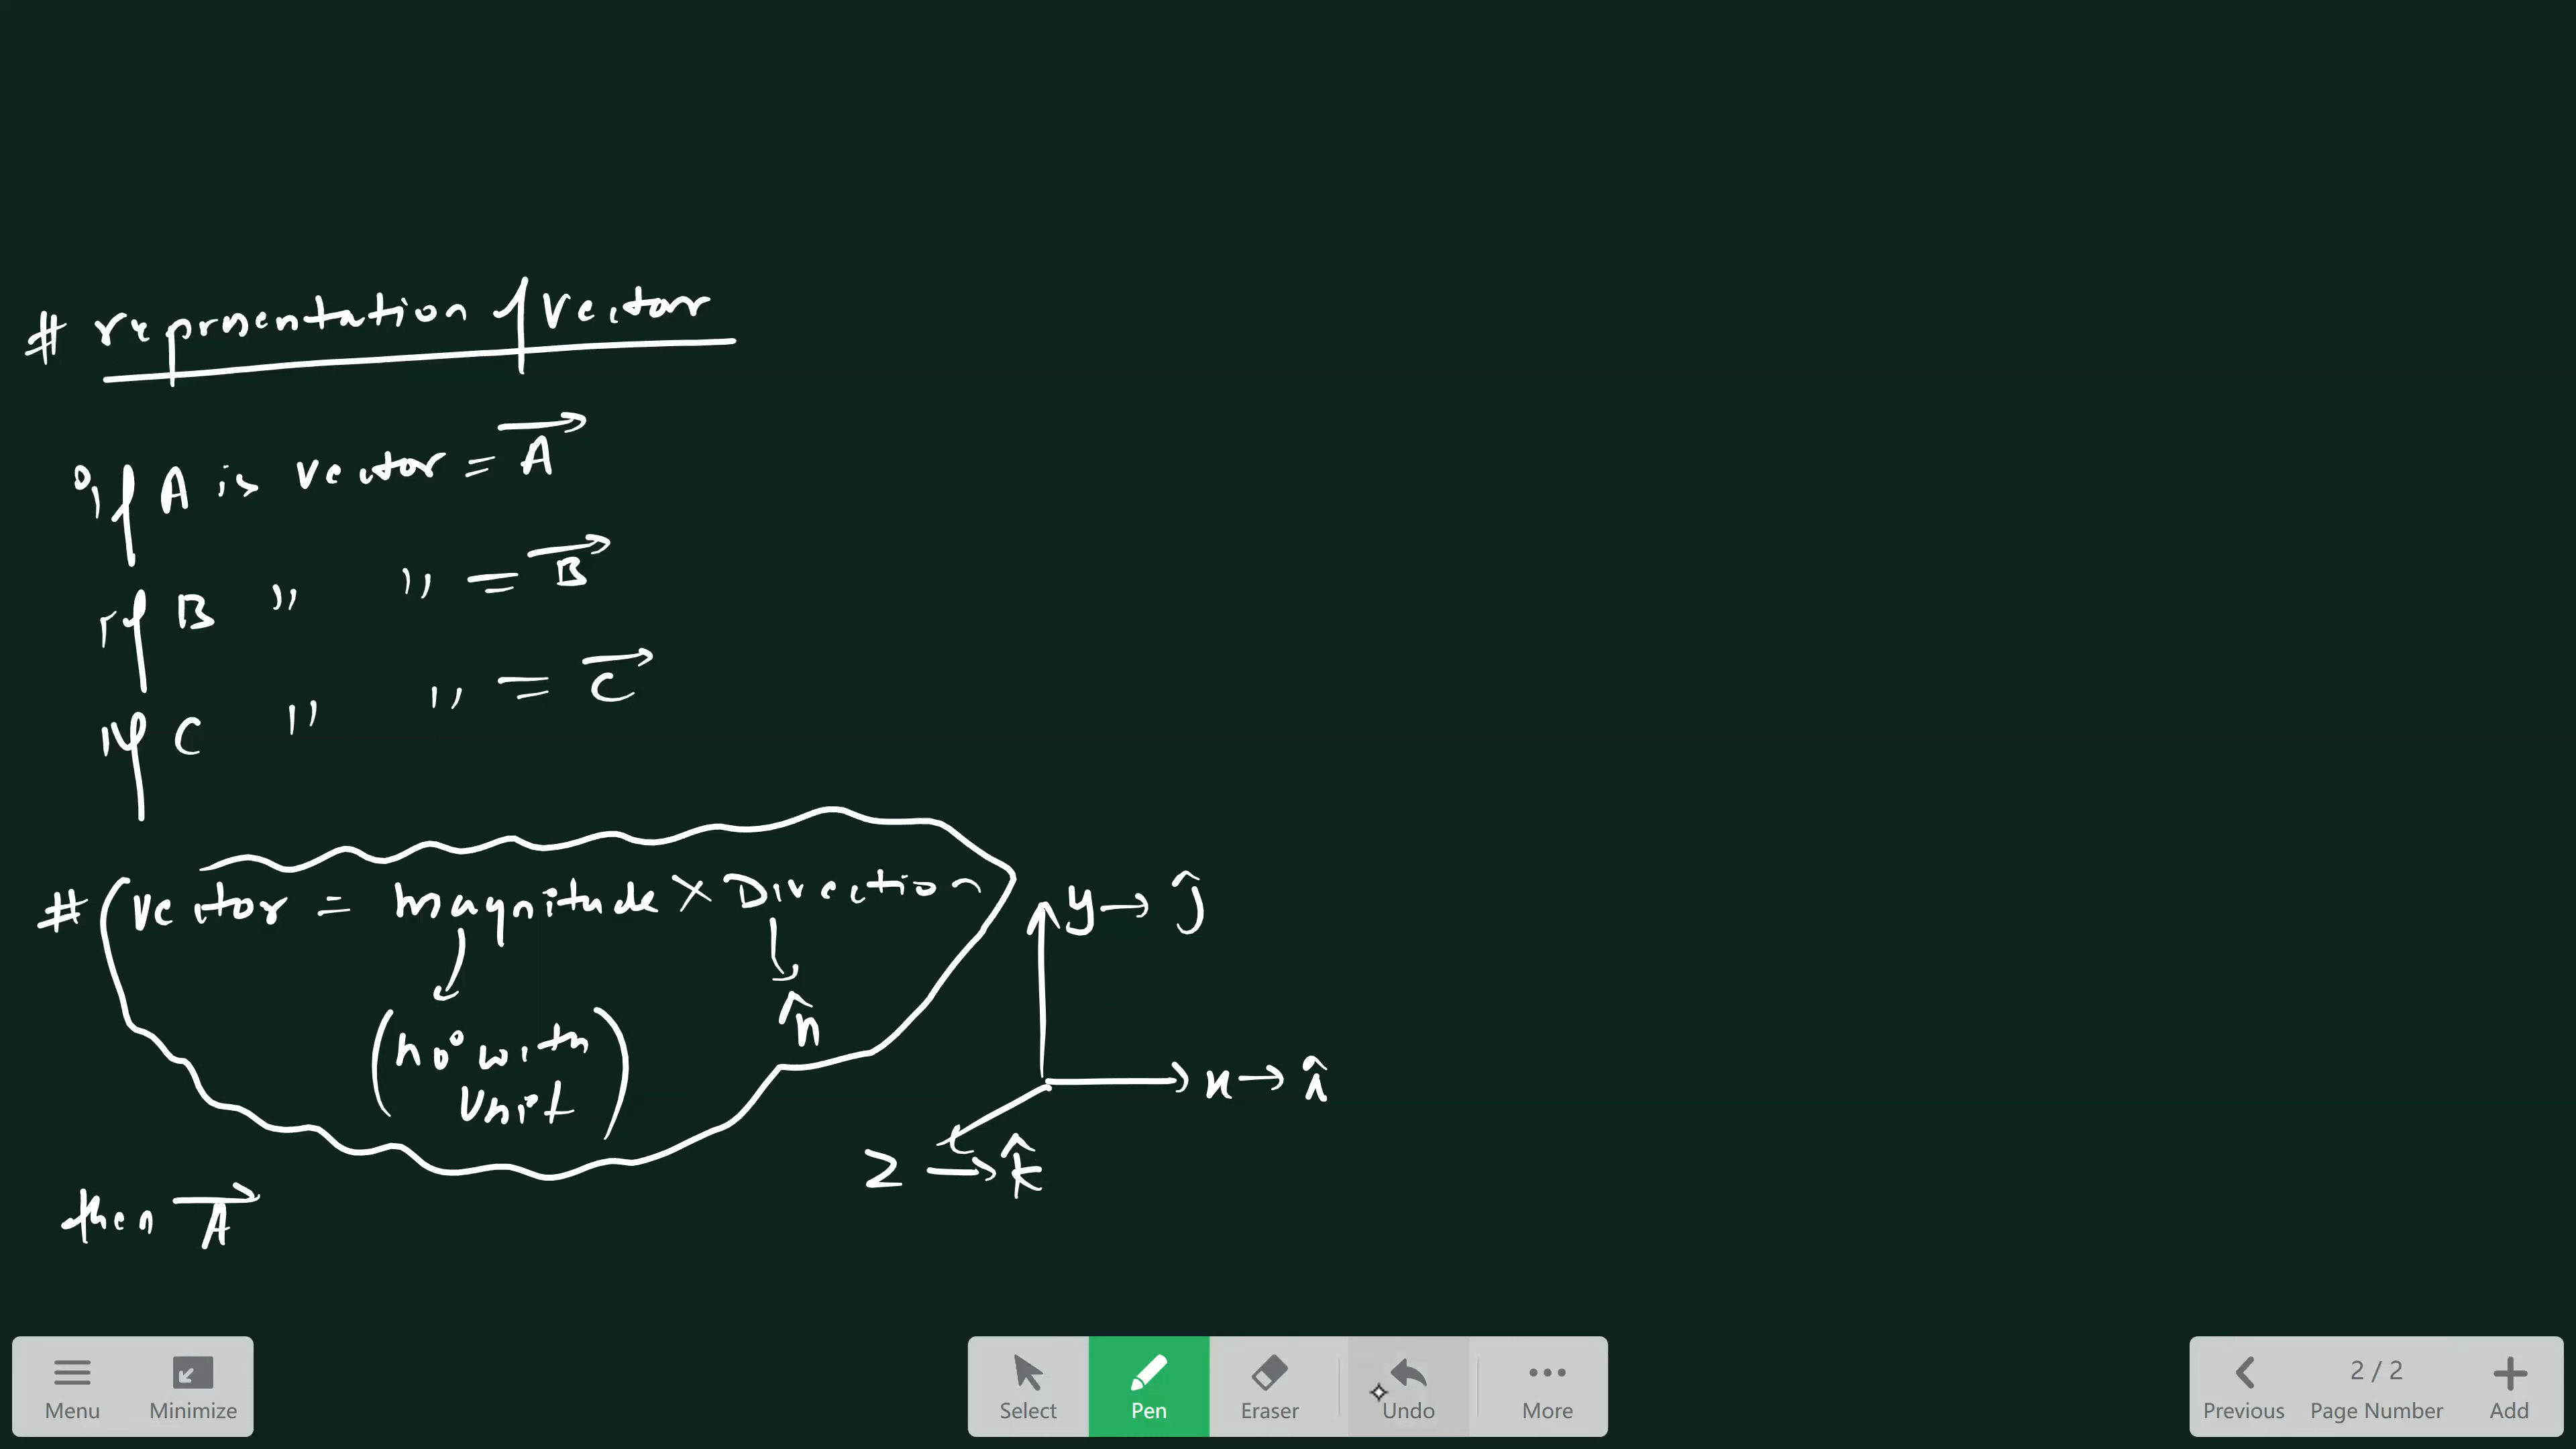 # reprsentation of Vector
if A is vector = A→
if B " " = B→
if C " " = C→
# (Vector = magnitude × Direction
n̂
(no° with
Unit)
y → ĵ
x → î
z → k̂
then A→
Menu
Minimize
Select
Pen
Eraser
Undo
More
Previous
2 / 2
Page Number
Add